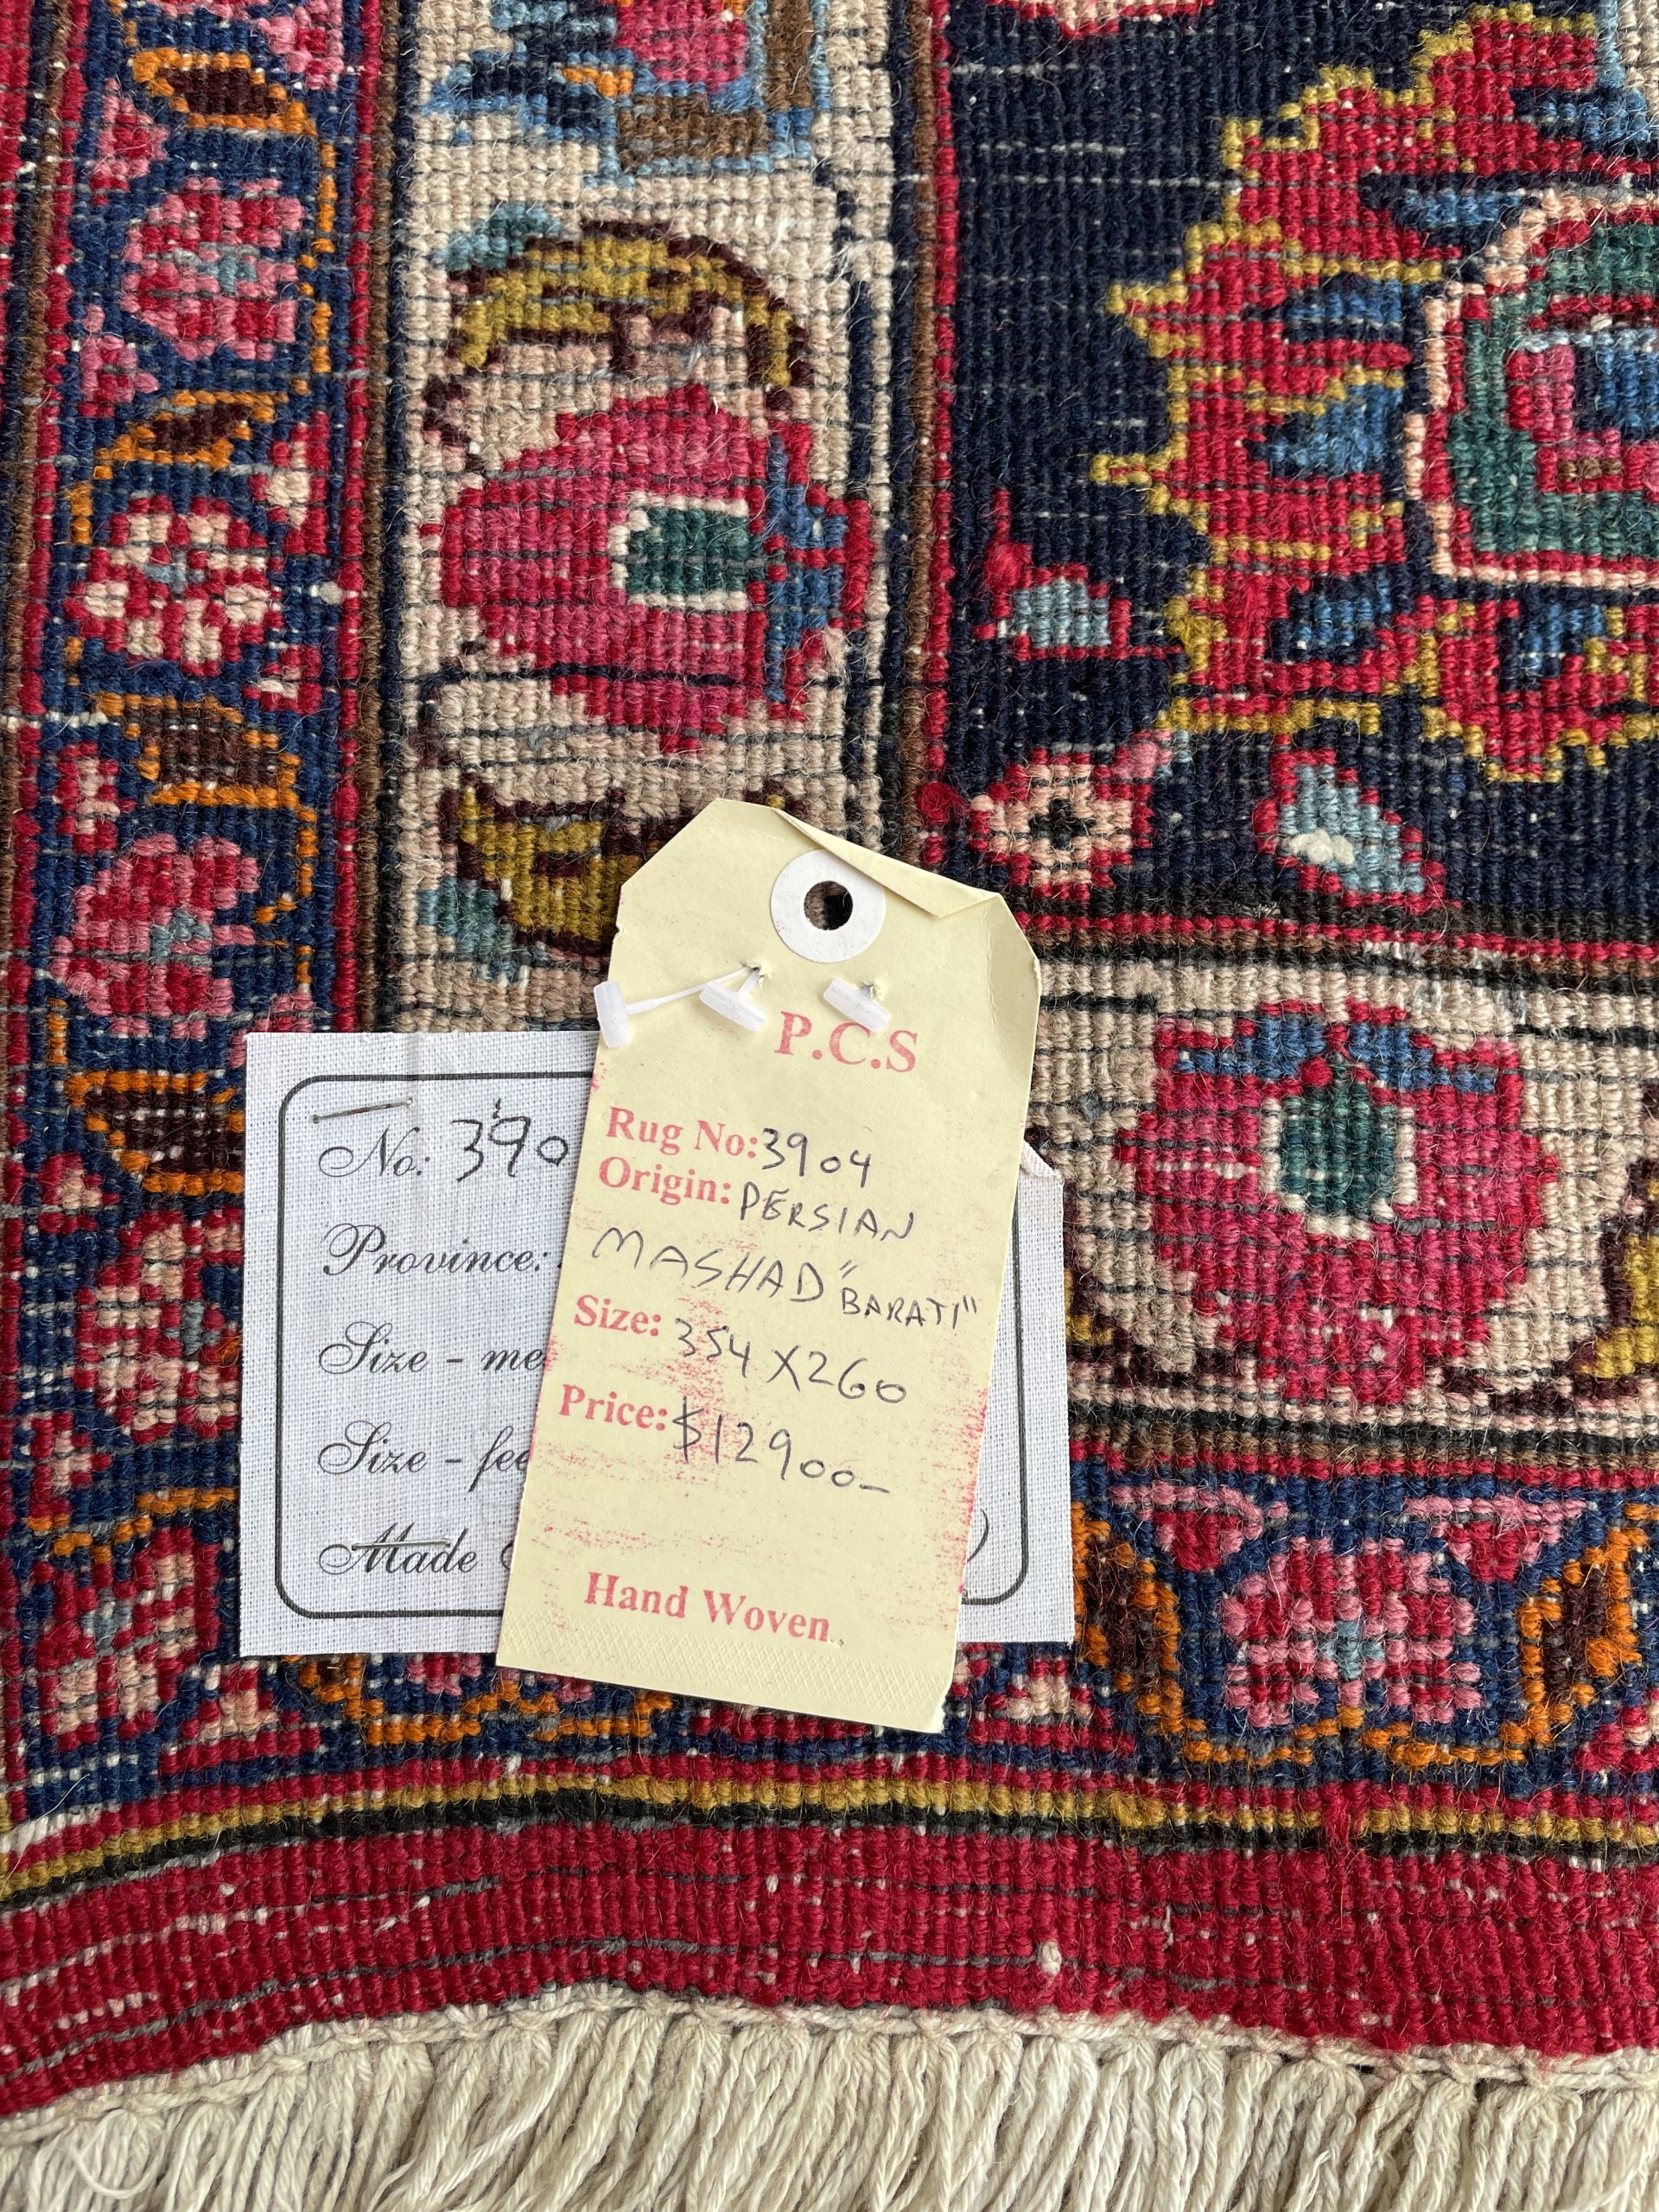 P.C.S
Rug No: 3904
Origin: PERSIAN
MASHAD "BARATI"
Size: 354 X 260
Price: $12900-
Hand Woven
No: 390
Province:
Size - me
Size - fee
Made